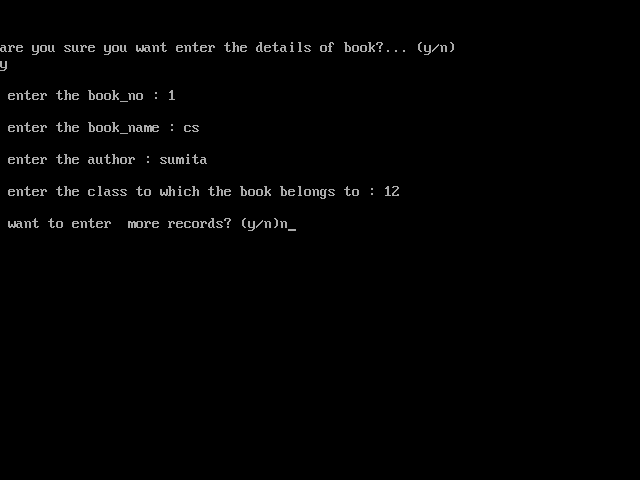 are you sure you want enter the details of book?... (y/n)
y
enter the book_no : 1
enter the book_name : cs
enter the author : sumita
enter the class to which the book belongs to : 12
want to enter  more records? (y/n)n_